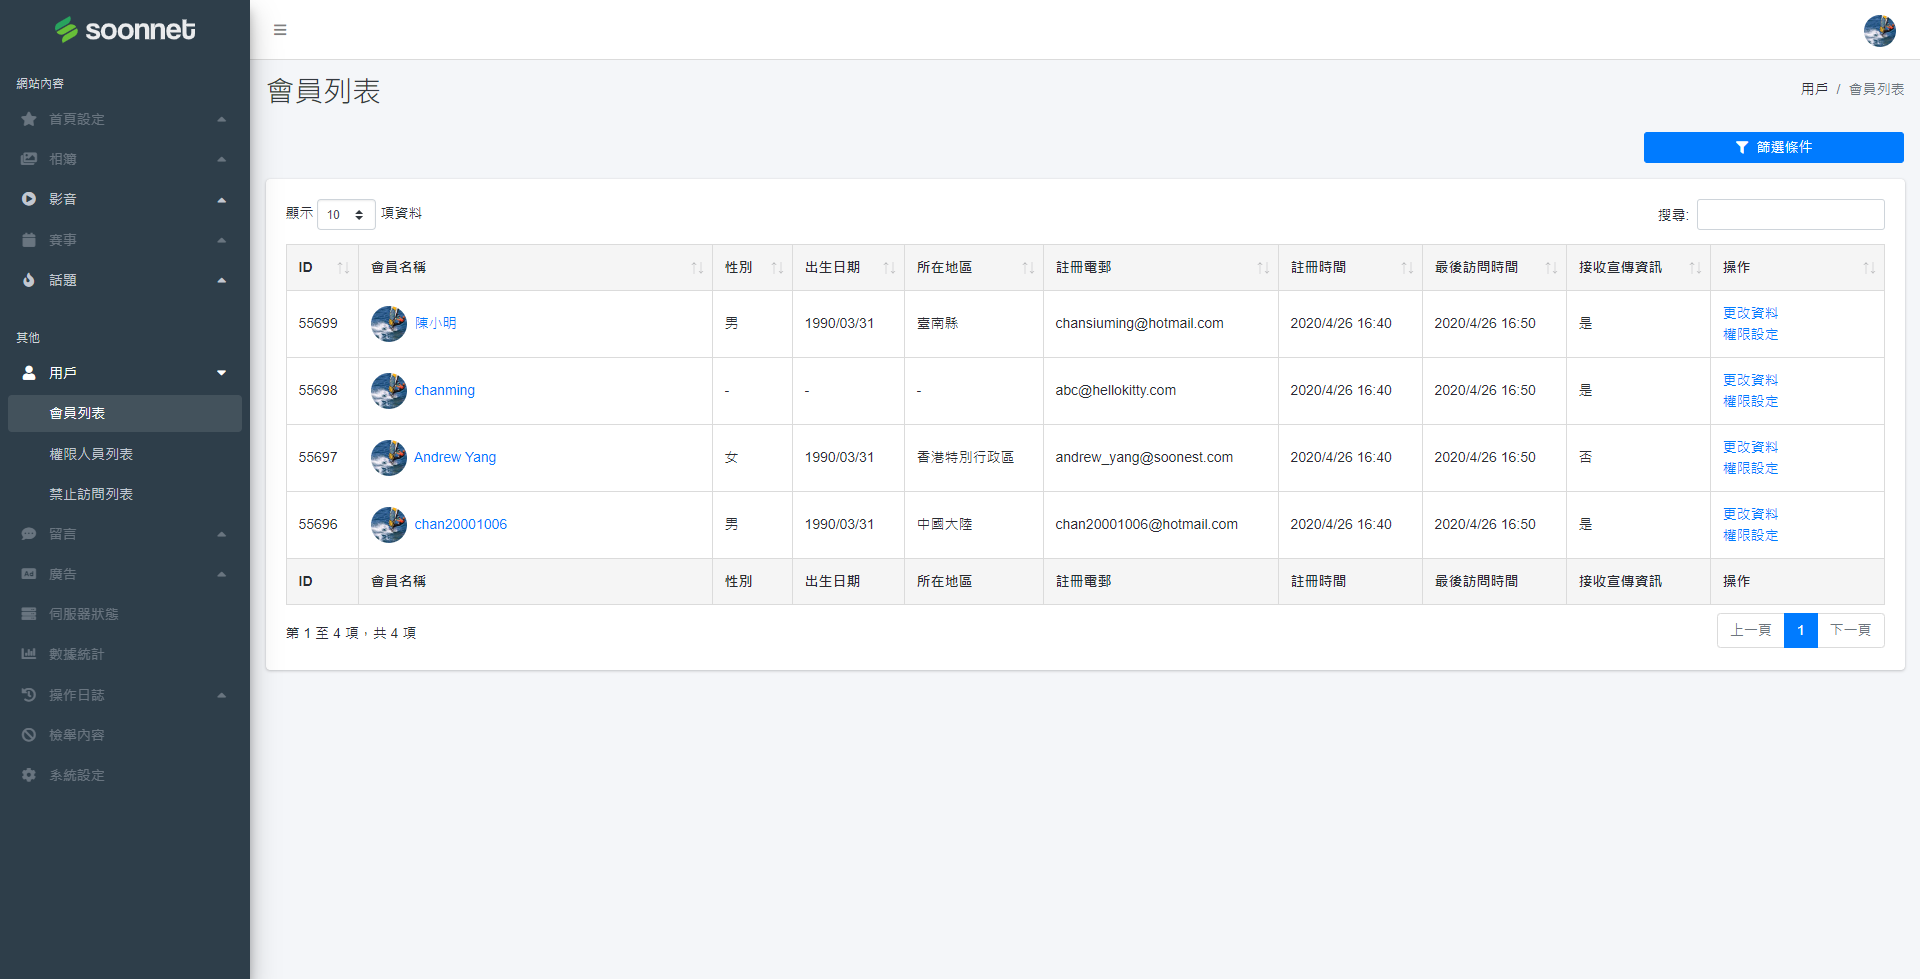 soonnet
網站內容
首頁設定
相簿
影音
賽事
話題
其他
用戶
會員列表
權限人員列表
禁止訪問列表
留言
廣告
伺服器狀態
數據統計
操作日誌
檢舉內容
系統設定
會員列表
用戶 / 會員列表
篩選條件
顯示 10 項資料
搜尋:
ID 會員名稱 性別 出生日期 所在地區 註冊電郵 註冊時間 最後訪問時間 接收宣傳資訊 操作
55699 陳小明 男 1990/03/31 臺南縣 chansiuming@hotmail.com 2020/4/26 16:40 2020/4/26 16:50 是 更改資料
權限設定
55698 chanming - - - abc@hellokitty.com 2020/4/26 16:40 2020/4/26 16:50 是 更改資料
權限設定
55697 Andrew Yang 女 1990/03/31 香港特別行政區 andrew_yang@soonest.com 2020/4/26 16:40 2020/4/26 16:50 否 更改資料
權限設定
55696 chan20001006 男 1990/03/31 中國大陸 chan20001006@hotmail.com 2020/4/26 16:40 2020/4/26 16:50 是 更改資料
權限設定
ID 會員名稱 性別 出生日期 所在地區 註冊電郵 註冊時間 最後訪問時間 接收宣傳資訊 操作
第 1 至 4 項，共 4 項
上一頁 1 下一頁